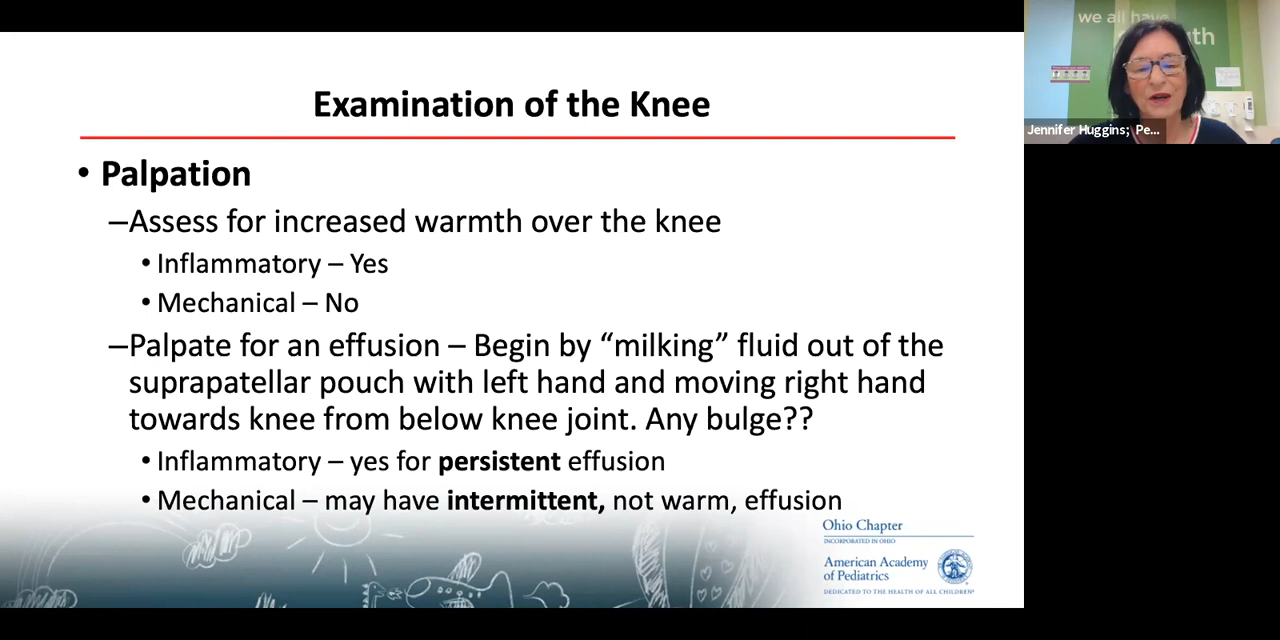 Examination of the Knee
• Palpation
–Assess for increased warmth over the knee
• Inflammatory – Yes
• Mechanical – No
–Palpate for an effusion – Begin by “milking” fluid out of the
suprapatellar pouch with left hand and moving right hand
towards knee from below knee joint. Any bulge??
• Inflammatory – yes for persistent effusion
• Mechanical – may have intermittent, not warm, effusion
Ohio Chapter
INCORPORATED IN OHIO
American Academy
of Pediatrics
DEDICATED TO THE HEALTH OF ALL CHILDREN®
we all have
Jennifer Huggins; Pe...